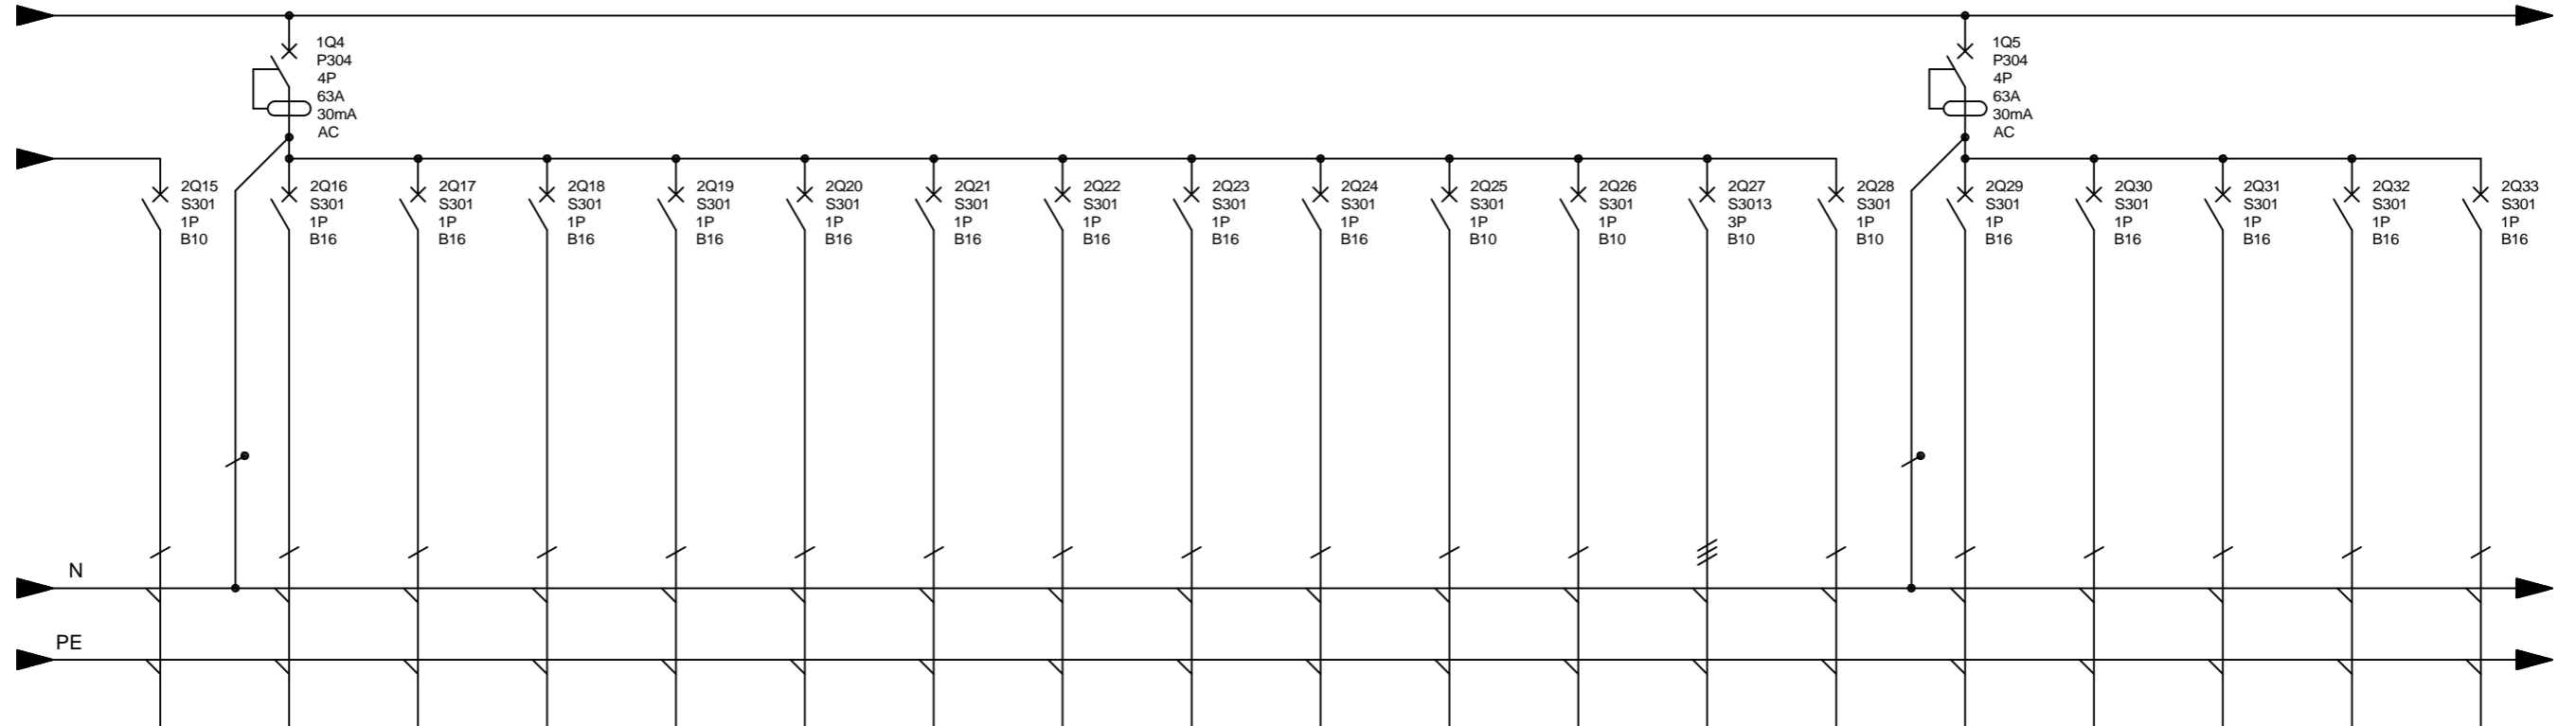 1Q4
P304
4P
63A
30mA
AC
1Q5
P304
4P
63A
30mA
AC
2Q15
S301
1P
B10
2Q16
S301
1P
B16
2Q17
S301
1P
B16
2Q18
S301
1P
B16
2Q19
S301
1P
B16
2Q20
S301
1P
B16
2Q21
S301
1P
B16
2Q22
S301
1P
B16
2Q23
S301
1P
B16
2Q24
S301
1P
B16
2Q25
S301
1P
B10
2Q26
S301
1P
B10
2Q27
S3013
3P
B10
2Q28
S301
1P
B10
2Q29
S301
1P
B16
2Q30
S301
1P
B16
2Q31
S301
1P
B16
2Q32
S301
1P
B16
2Q33
S301
1P
B16
N
PE